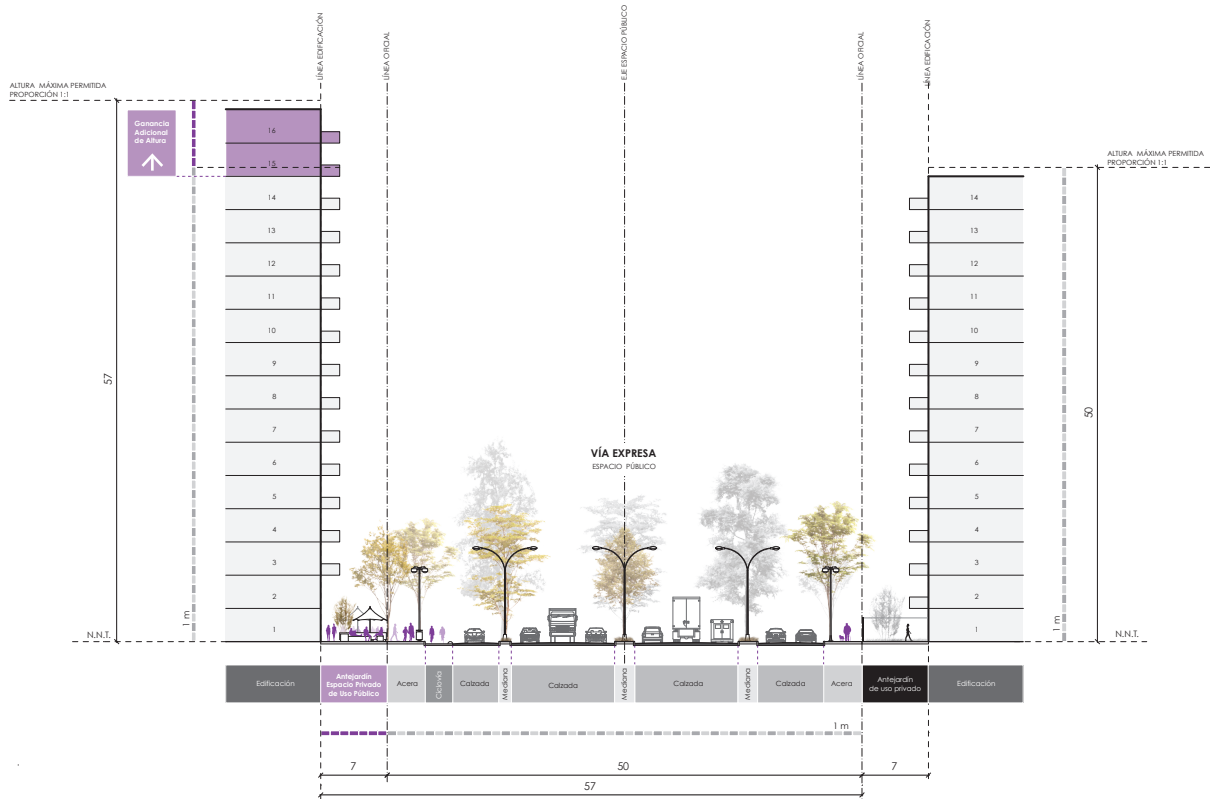 LÍNEA EDIFICACIÓN
LÍNEA OFICIAL
EJE ESPACIO PÚBLICO
LÍNEA OFICIAL
LÍNEA EDIFICACIÓN
ALTURA MÁXIMA PERMITIDA
PROPORCIÓN 1:1
Ganancia
Adicional
de Altura
ALTURA MÁXIMA PERMITIDA
PROPORCIÓN 1:1
16
15
14
13
12
11
10
9
8
7
6
5
4
3
2
1
14
13
12
11
10
9
8
7
6
5
4
3
2
1
57
50
1 m
1 m
N.N.T.
N.N.T.
VÍA EXPRESA
ESPACIO PÚBLICO
Edificación
Antejardín
Espacio Privado
de Uso Público
Acera
Ciclovía
Calzada
Mediana
Calzada
Mediana
Calzada
Mediana
Calzada
Acera
Antejardín
de uso privado
Edificación
1 m
7
50
7
57